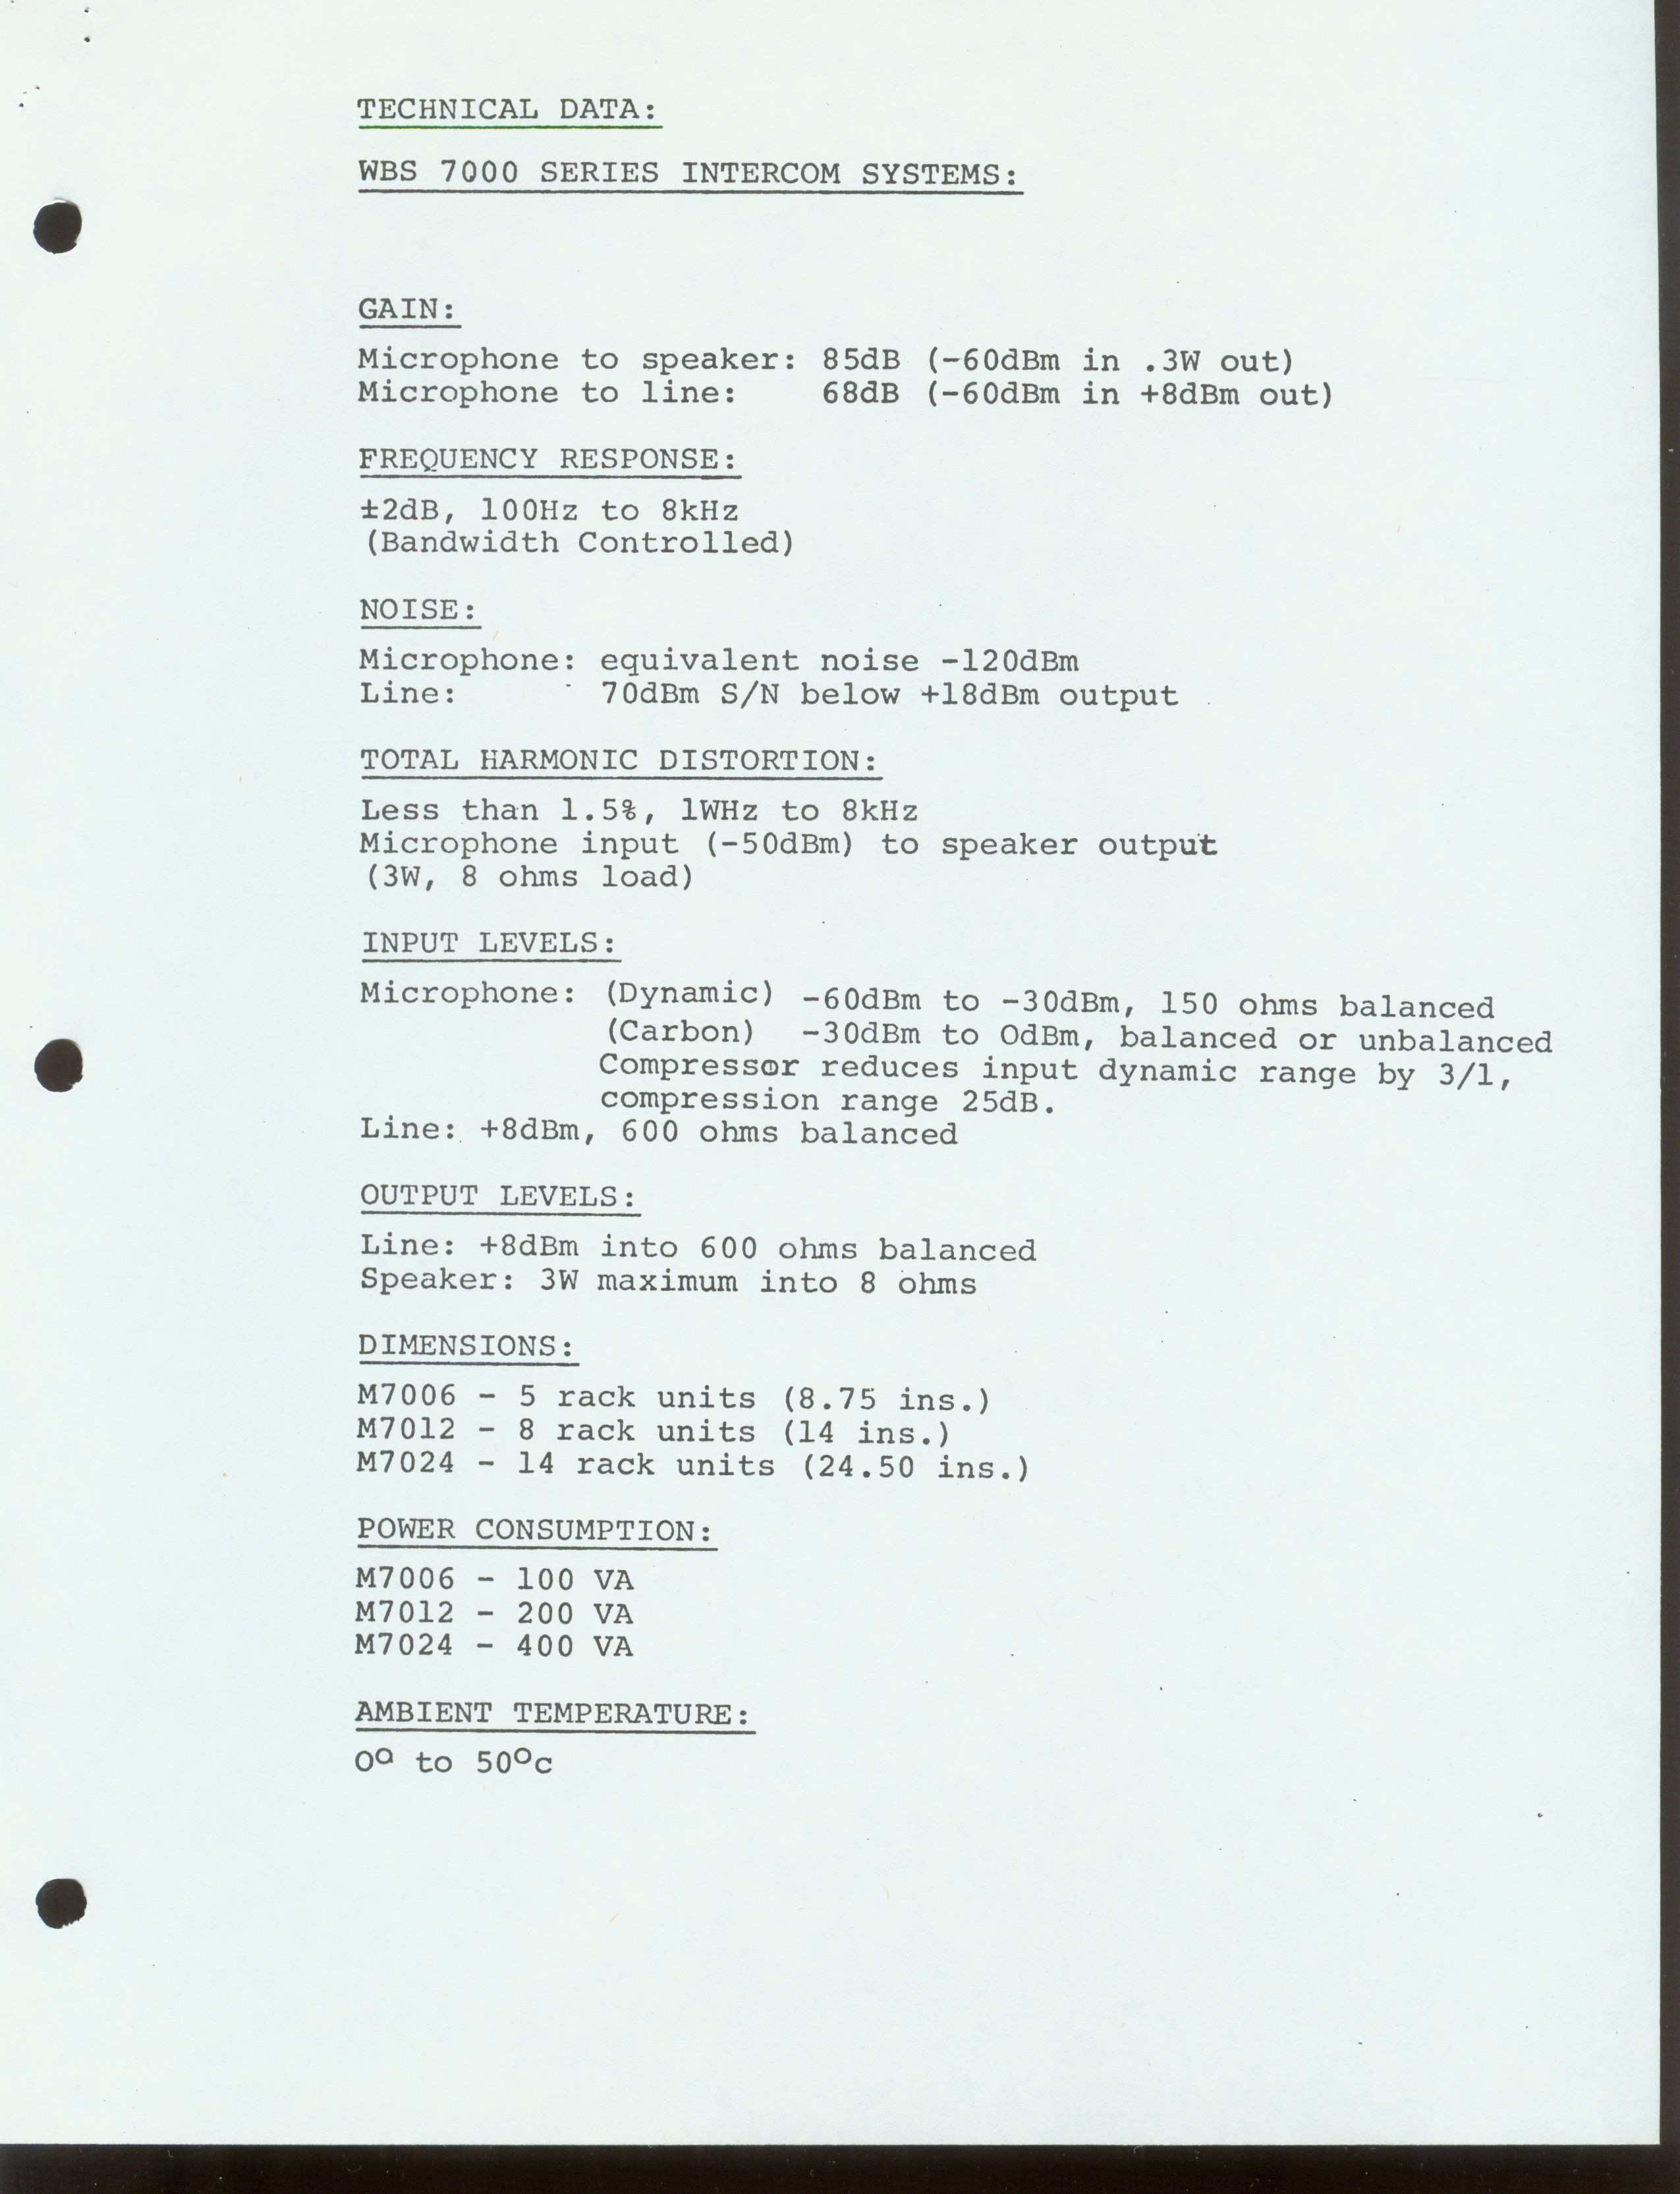 TECHNICAL DATA:
WBS 7000 SERIES INTERCOM SYSTEMS:
GAIN:
Microphone to speaker: 85dB (-60dBm in .3W out)
Microphone to line: 68dB (-60dBm in +8dBm out)
FREQUENCY RESPONSE:
±2dB, 100Hz to 8kHz
(Bandwidth Controlled)
NOISE:
Microphone: equivalent noise -120dBm
Line: 70dBm S/N below +18dBm output
TOTAL HARMONIC DISTORTION:
Less than 1.5%, 1WHz to 8kHz
Microphone input (-50dBm) to speaker output
(3W, 8 ohms load)
INPUT LEVELS:
Microphone: (Dynamic) -60dBm to -30dBm, 150 ohms balanced
(Carbon) -30dBm to OdBm, balanced or unbalanced
Compressor reduces input dynamic range by 3/1,
compression range 25dB.
Line: +8dBm, 600 ohms balanced
OUTPUT LEVELS:
Line: +8dBm into 600 ohms balanced
Speaker: 3W maximum into 8 ohms
DIMENSIONS:
M7006 - 5 rack units (8.75 ins.)
M7012 - 8 rack units (14 ins.)
M7024 - 14 rack units (24.50 ins.)
POWER CONSUMPTION:
M7006 - 100 VA
M7012 - 200 VA
M7024 - 400 VA
AMBIENT TEMPERATURE:
0º to 50ºc